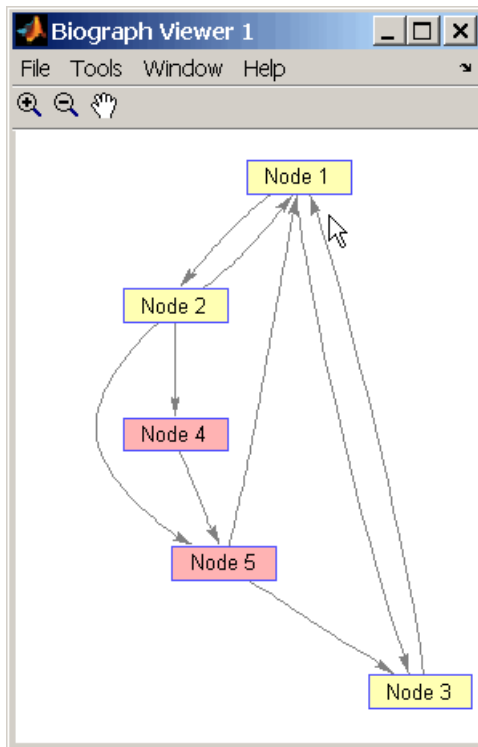 Biograph Viewer 1
File Tools Window Help
Node 1
Node 2
Node 4
Node 5
Node 3